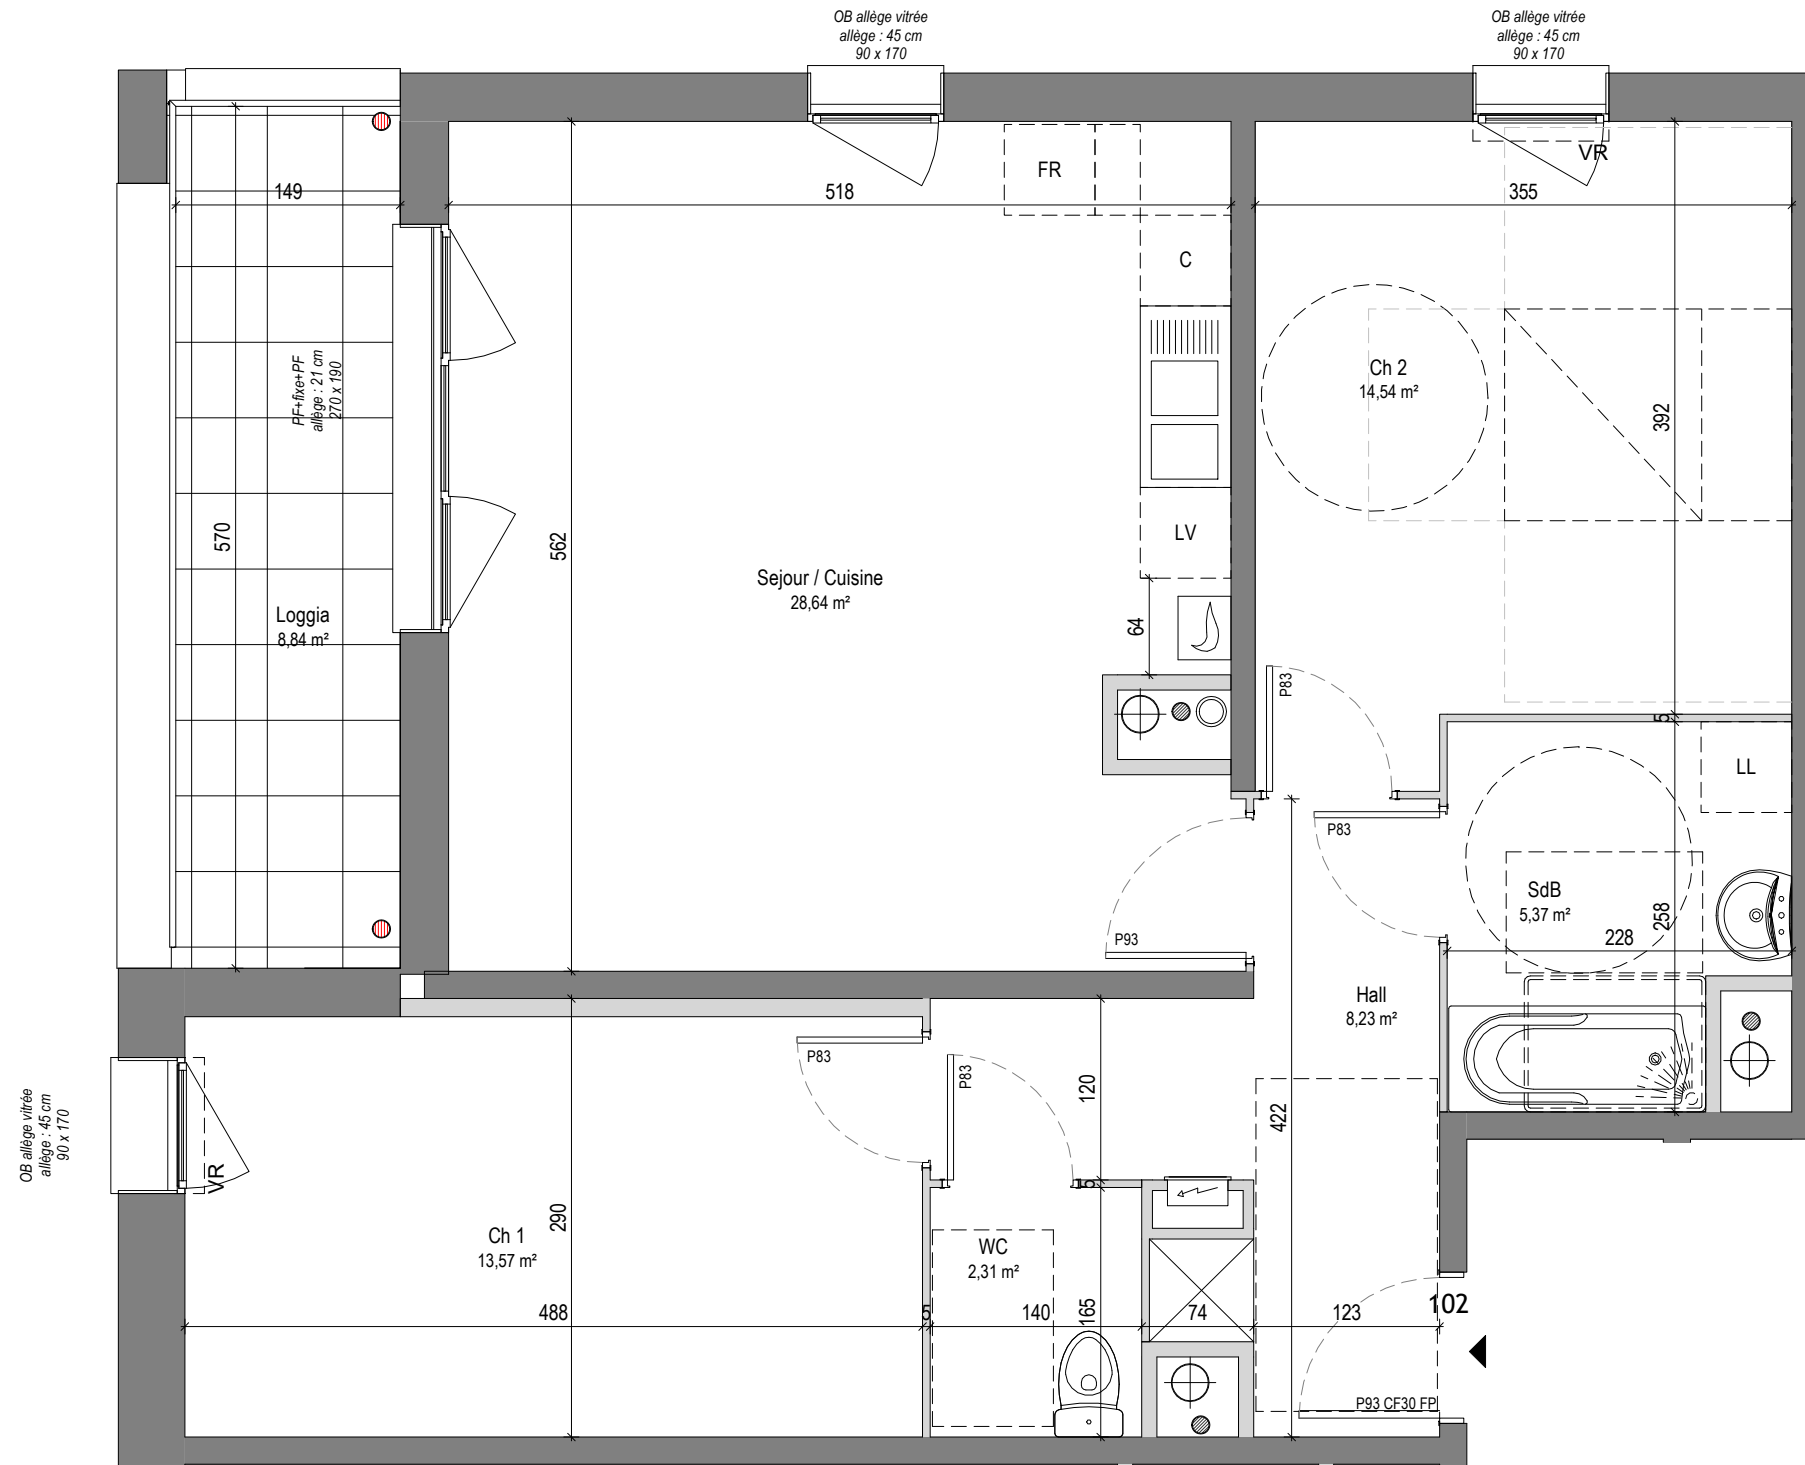 OB allège vitrée
allège : 45 cm
90 x 170
OB allège vitrée
allège : 45 cm
90 x 170
VR
FR
149
518
355
C
PF+fixe+PF
allège : 21 cm
270 x 190
Ch 2
14,54 m²
392
570
562
LV
Sejour / Cuisine
28,64 m²
Loggia
8,84 m²
64
P83
5
LL
P83
SdB
5,37 m²
258
228
P93
Hall
8,23 m²
P83
P83
120
422
OB allège vitrée
allège : 45 cm
90 x 170
VR
5
290
Ch 1
13,57 m²
WC
2,31 m²
488
5
140
165
74
123
102
P93 CF30 FP